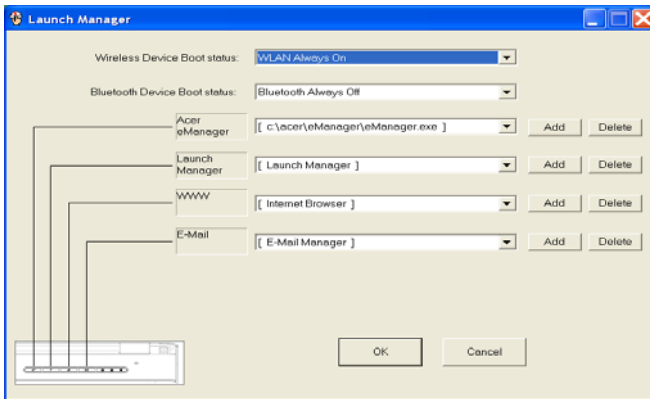 Launch Manager
Wireless Device Boot status: WLAN Always On
Bluetooth Device Boot status: Bluetooth Always Off
Acer
eManager
[ c:\acer\eManager\eManager.exe ] Add Delete
Launch
Manager
[ Launch Manager ] Add Delete
WWW
[ Internet Browser ] Add Delete
E-Mail
[ E-Mail Manager ] Add Delete
OK Cancel